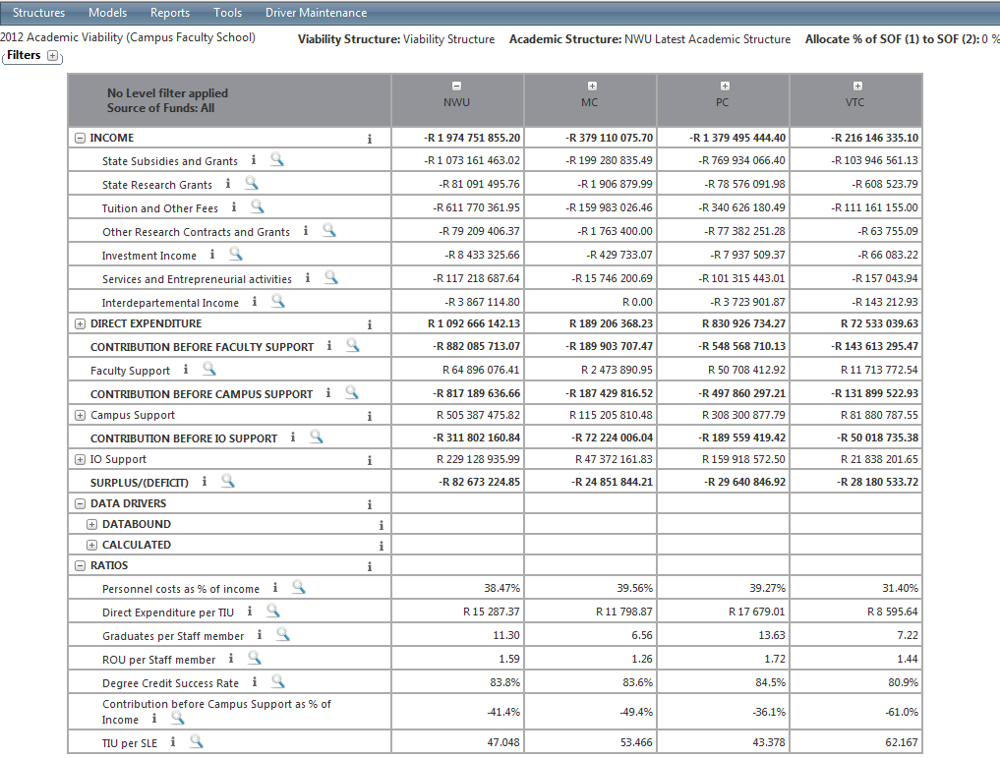 Structures Models Reports Tools Driver Maintenance
2012 Academic Viability (Campus Faculty School) Viability Structure: Viability Structure Academic Structure: NWU Latest Academic Structure Allocate % of SOF (1) to SOF (2): 0 %
Filters
No Level filter applied
Source of Funds: All
NWU MC PC VTC
INCOME -R 1 974 751 855.20 -R 379 110 075.70 -R 1 379 495 444.40 -R 216 146 335.10
State Subsidies and Grants -R 1 073 161 463.02 -R 199 280 835.49 -R 769 934 066.40 -R 103 946 561.13
State Research Grants -R 81 091 495.76 -R 1 906 879.99 -R 78 576 091.98 -R 608 523.79
Tuition and Other Fees -R 611 770 361.95 -R 159 983 026.46 -R 340 626 180.49 -R 111 161 155.00
Other Research Contracts and Grants -R 79 209 406.37 -R 1 763 400.00 -R 77 382 251.28 -R 63 755.09
Investment Income -R 8 433 325.66 -R 429 733.07 -R 7 937 509.37 -R 66 083.22
Services and Entrepreneurial activities -R 117 218 687.64 -R 15 746 200.69 -R 101 315 443.01 -R 157 043.94
Interdepartemental Income -R 3 867 114.80 R 0.00 -R 3 723 901.87 -R 143 212.93
DIRECT EXPENDITURE R 1 092 666 142.13 R 189 206 368.23 R 830 926 734.27 R 72 533 039.63
CONTRIBUTION BEFORE FACULTY SUPPORT -R 882 085 713.07 -R 189 903 707.47 -R 548 568 710.13 -R 143 613 295.47
Faculty Support R 64 896 076.41 R 2 473 890.95 R 50 708 412.92 R 11 713 772.54
CONTRIBUTION BEFORE CAMPUS SUPPORT -R 817 189 636.66 -R 187 429 816.52 -R 497 860 297.21 -R 131 899 522.93
Campus Support R 505 387 475.82 R 115 205 810.48 R 308 300 877.79 R 81 880 787.55
CONTRIBUTION BEFORE IO SUPPORT -R 311 802 160.84 -R 72 224 006.04 -R 189 559 419.42 -R 50 018 735.38
IO Support R 229 128 935.99 R 47 372 161.83 R 159 918 572.50 R 21 838 201.65
SURPLUS/(DEFICIT) -R 82 673 224.85 -R 24 851 844.21 -R 29 640 846.92 -R 28 180 533.72
DATA DRIVERS
DATABOUND
CALCULATED
RATIOS
Personnel costs as % of income 38.47% 39.56% 39.27% 31.40%
Direct Expenditure per TIU R 15 287.37 R 11 798.87 R 17 679.01 R 8 595.64
Graduates per Staff member 11.30 6.56 13.63 7.22
ROU per Staff member 1.59 1.26 1.72 1.44
Degree Credit Success Rate 83.8% 83.6% 84.5% 80.9%
Contribution before Campus Support as % of
Income -41.4% -49.4% -36.1% -61.0%
TIU per SLE 47.048 53.466 43.378 62.167